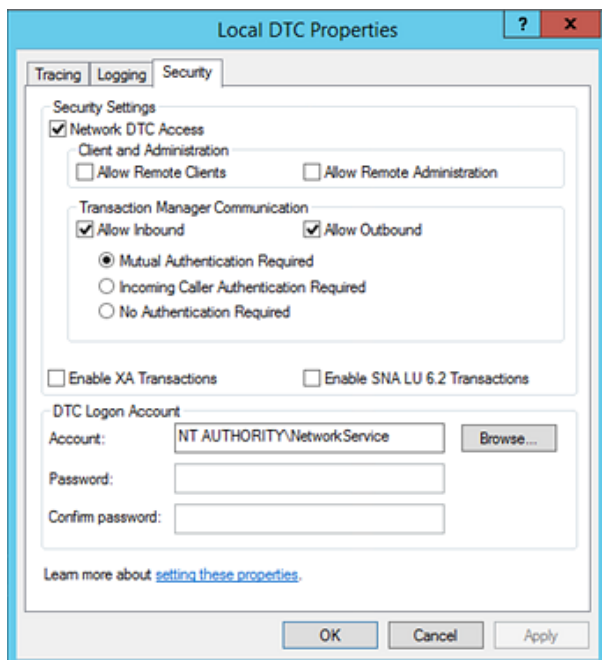 Local DTC Properties
? x
Tracing Logging Security
Security Settings
Network DTC Access
Client and Administration
Allow Remote Clients Allow Remote Administration
Transaction Manager Communication
Allow Inbound Allow Outbound
Mutual Authentication Required
Incoming Caller Authentication Required
No Authentication Required
Enable XA Transactions Enable SNA LU 6.2 Transactions
DTC Logon Account
Account: NT AUTHORITY\NetworkService Browse...
Password:
Confirm password:
Learn more about setting these properties.
OK Cancel Apply